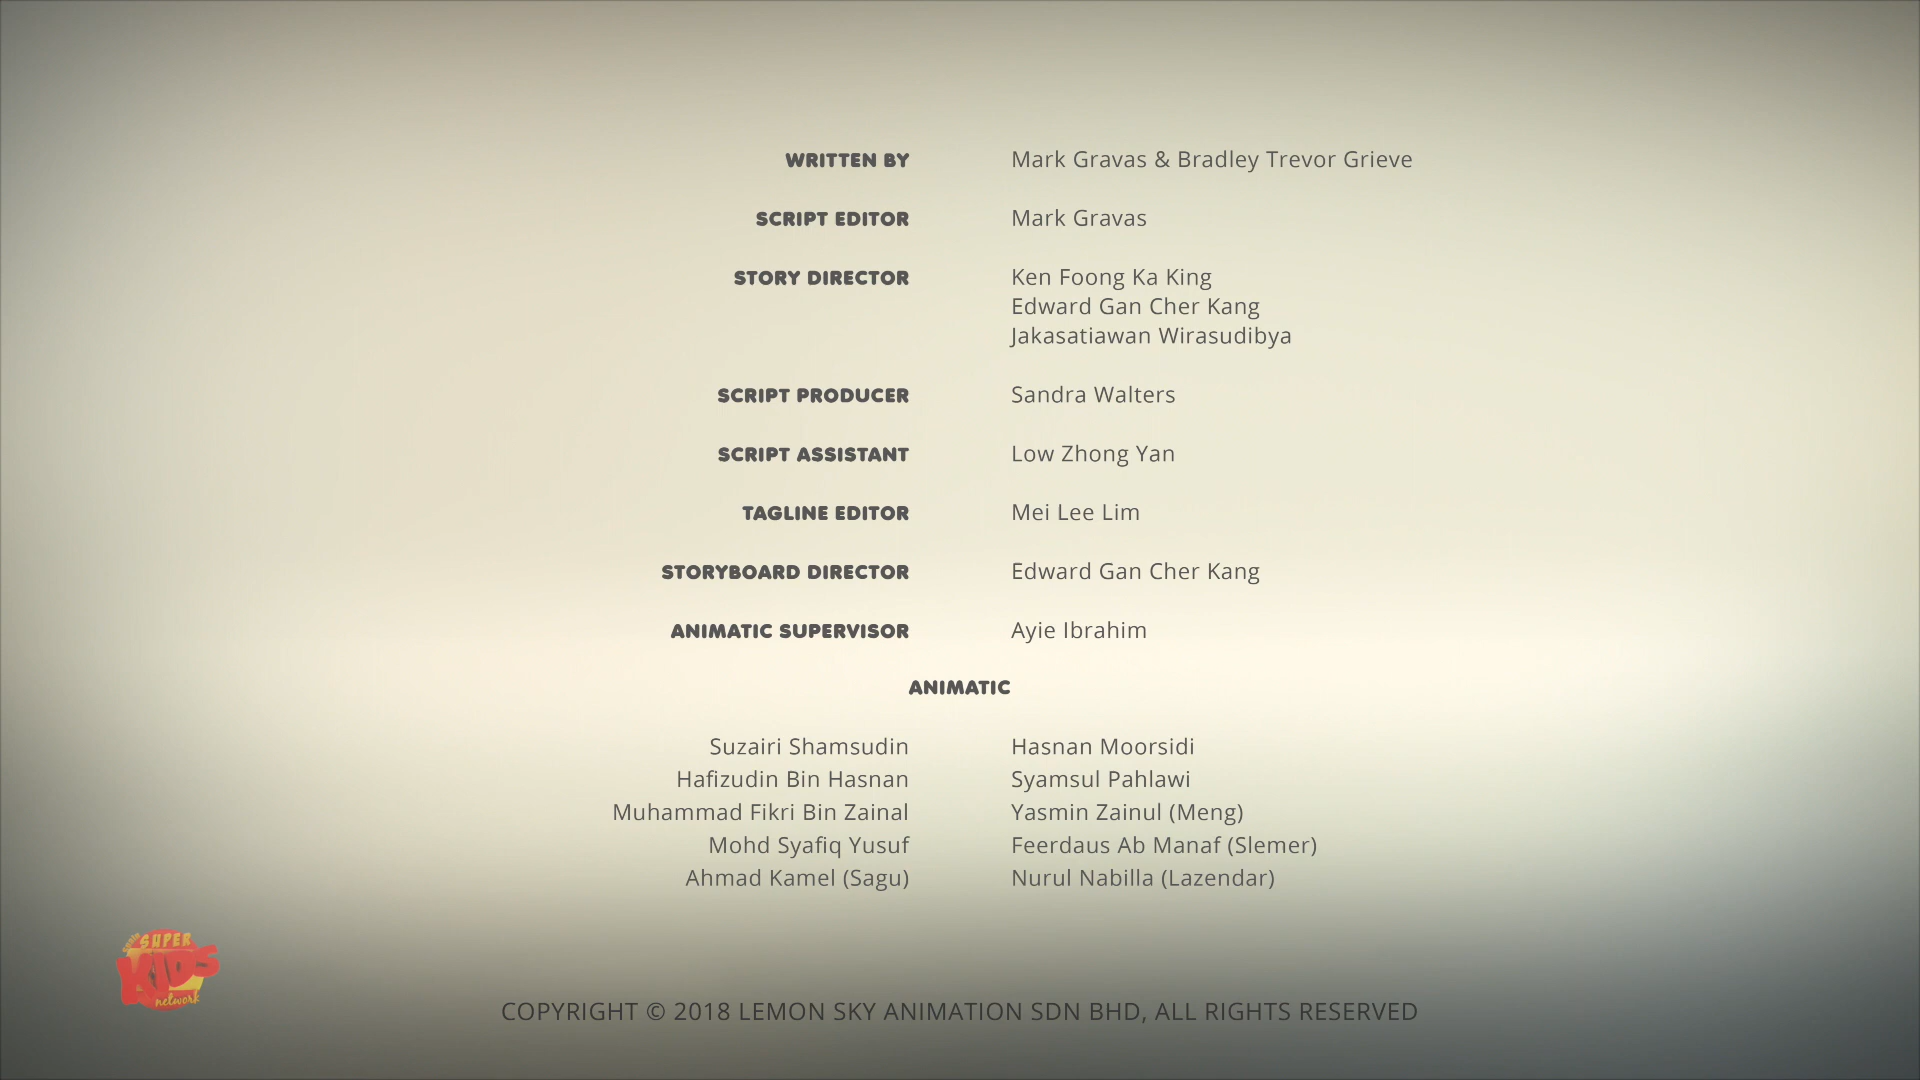 WRITTEN BY Mark Gravas & Bradley Trevor Grieve
SCRIPT EDITOR Mark Gravas
STORY DIRECTOR Ken Foong Ka King
Edward Gan Cher Kang
Jakasatiawan Wirasudibya
SCRIPT PRODUCER Sandra Walters
SCRIPT ASSISTANT Low Zhong Yan
TAGLINE EDITOR Mei Lee Lim
STORYBOARD DIRECTOR Edward Gan Cher Kang
ANIMATIC SUPERVISOR Ayie Ibrahim
ANIMATIC
Suzairi Shamsudin Hasnan Moorsidi
Hafizudin Bin Hasnan Syamsul Pahlawi
Muhammad Fikri Bin Zainal Yasmin Zainul (Meng)
Mohd Syafiq Yusuf Feerdaus Ab Manaf (Slemer)
Ahmad Kamel (Sagu) Nurul Nabilla (Lazendar)
SUPER
KIDS
network
COPYRIGHT © 2018 LEMON SKY ANIMATION SDN BHD, ALL RIGHTS RESERVED